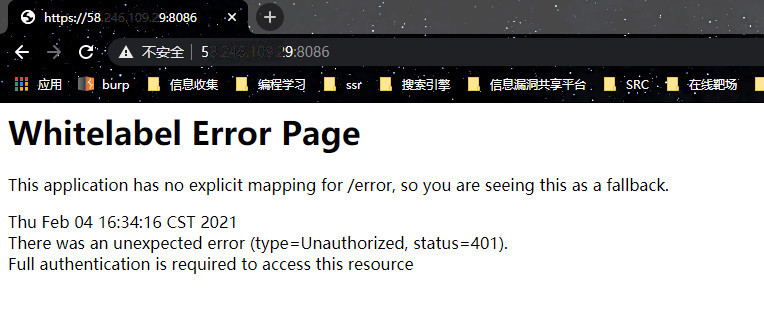 https://58.246.109.29:8086
不安全 9:8086
应用 burp 信息收集 编程学习 ssr 搜索引擎 信息漏洞共享平台 SRC 在线靶场
Whitelabel Error Page
This application has no explicit mapping for /error, so you are seeing this as a fallback.
Thu Feb 04 16:34:16 CST 2021
There was an unexpected error (type=Unauthorized, status=401).
Full authentication is required to access this resource